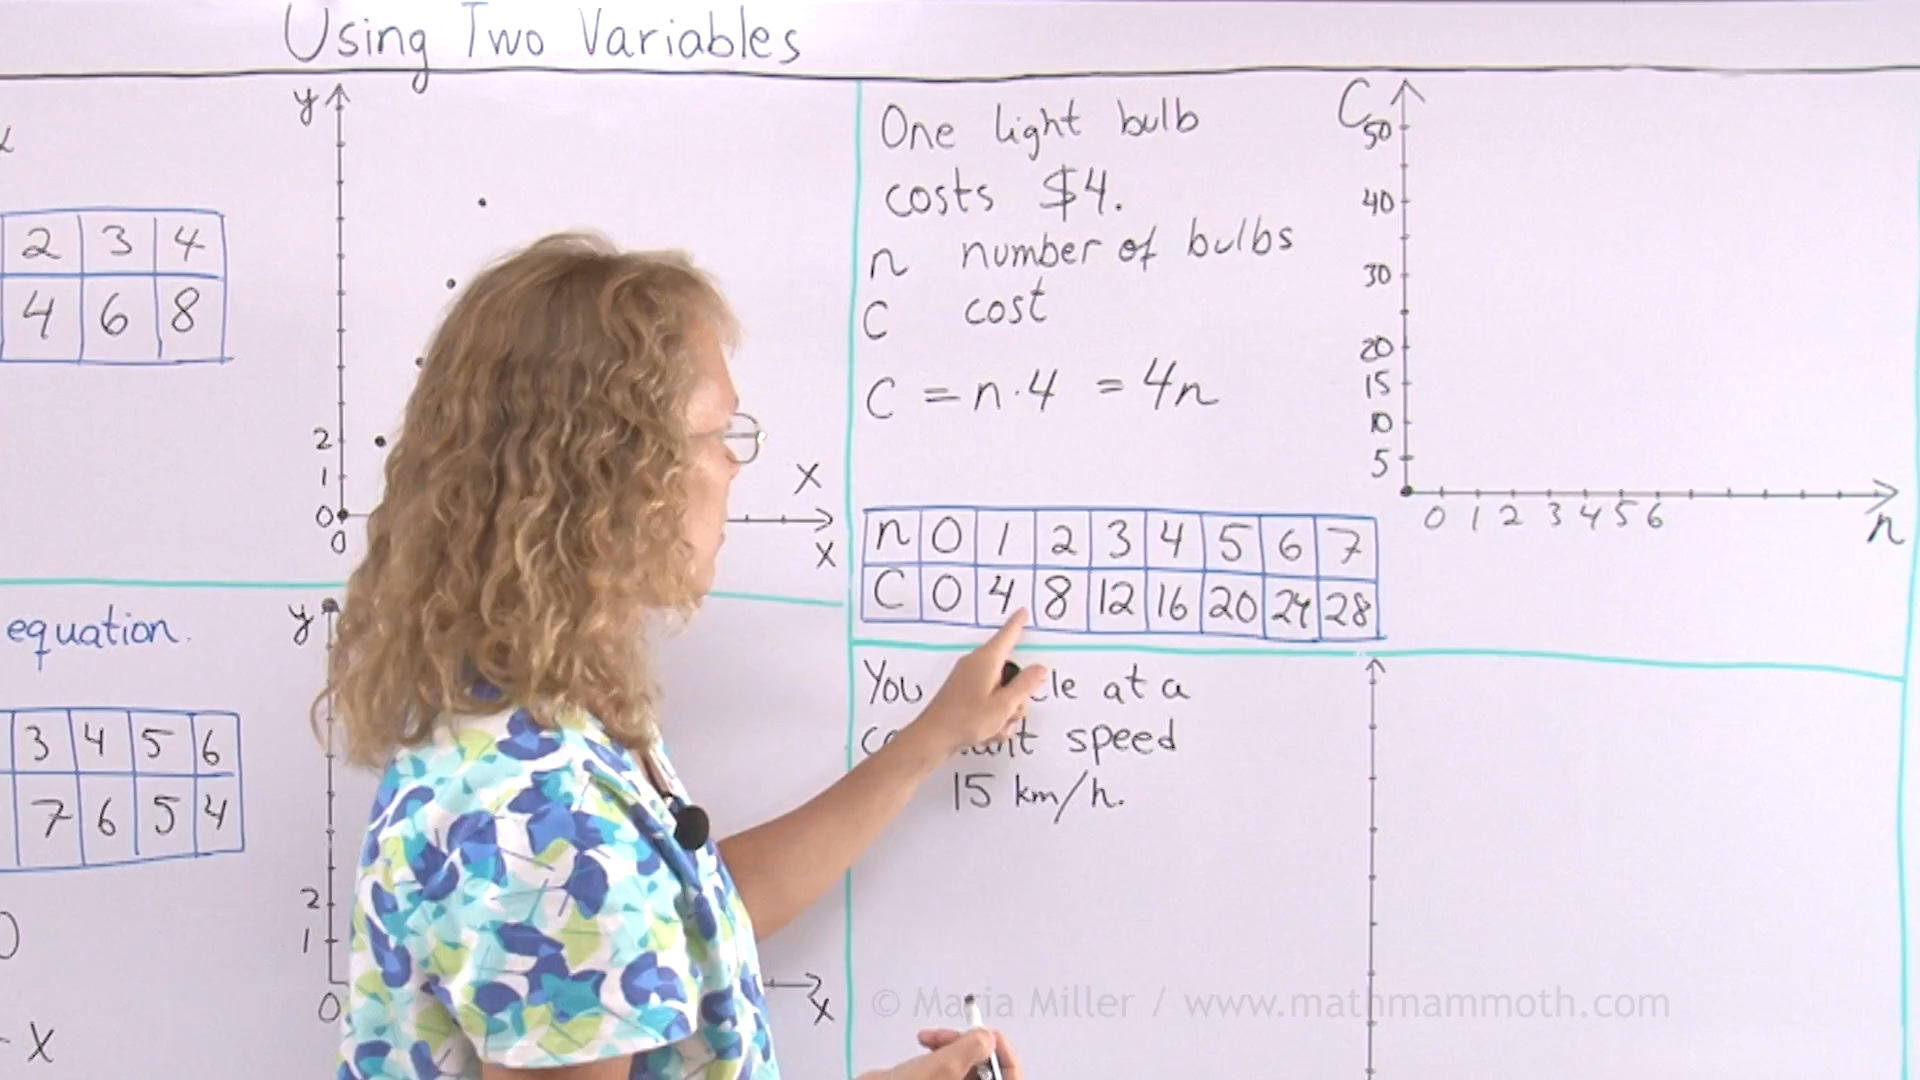 Using Two Variables
2 3 4
4 6 8
y
2
1
0
0
X
X
equation.
3 4 5 6
7 6 5 4
- X
y
2
1
0
X
One light bulb
costs $4.
n number of bulbs
C cost
C = n·4 = 4n
n 0 1 2 3 4 5 6 7
C 0 4 8 12 16 20 24 28
C
50
40
30
20
15
10
5
0 1 2 3 4 5 6
n
You at a
speed
15 km/h.
© Maria Miller / www.mathmammoth.com